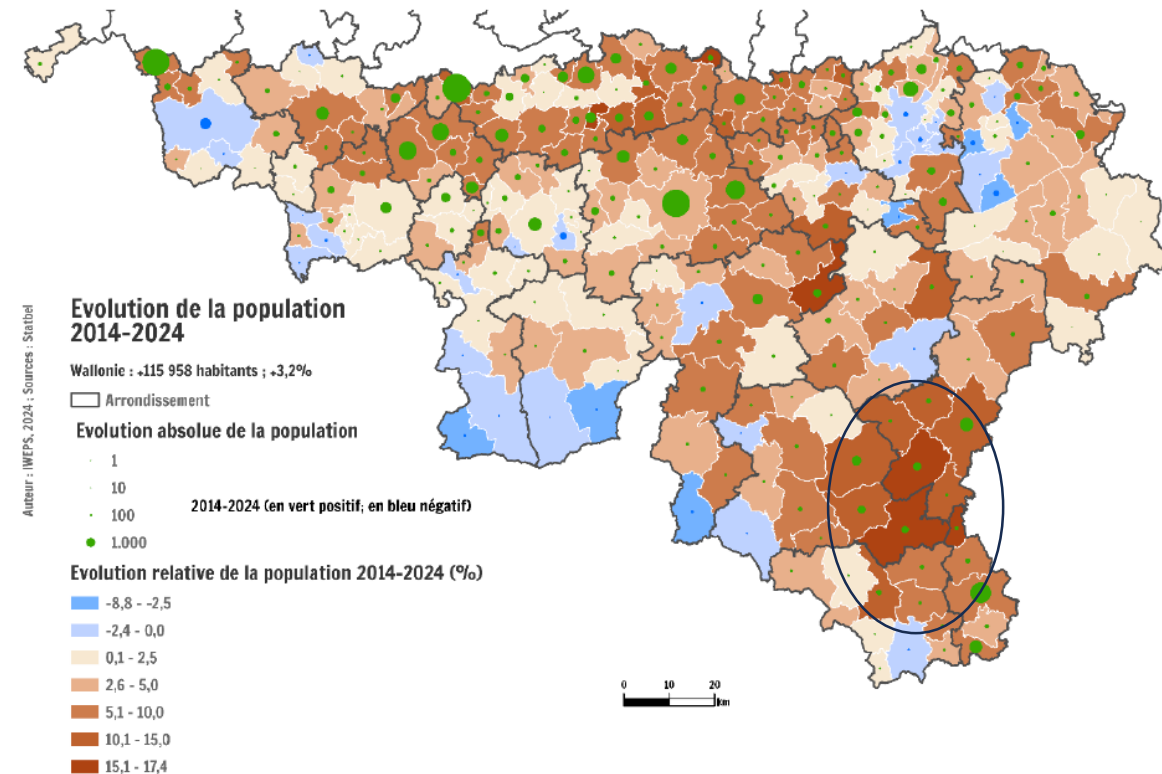 Evolution de la population
2014-2024
Wallonie : +115 958 habitants ; +3,2%
Arrondissement
Evolution absolue de la population
1
10
100
1.000
2014-2024 (en vert positif; en bleu négatif)
Evolution relative de la population 2014-2024 (%)
-8,8 - -2,5
-2,4 - 0,0
0,1 - 2,5
2,6 - 5,0
5,1 - 10,0
10,1 - 15,0
15,1 - 17,4
Auteur : IWEPS, 2024 ; Sources : Statbel
0 10 20
km